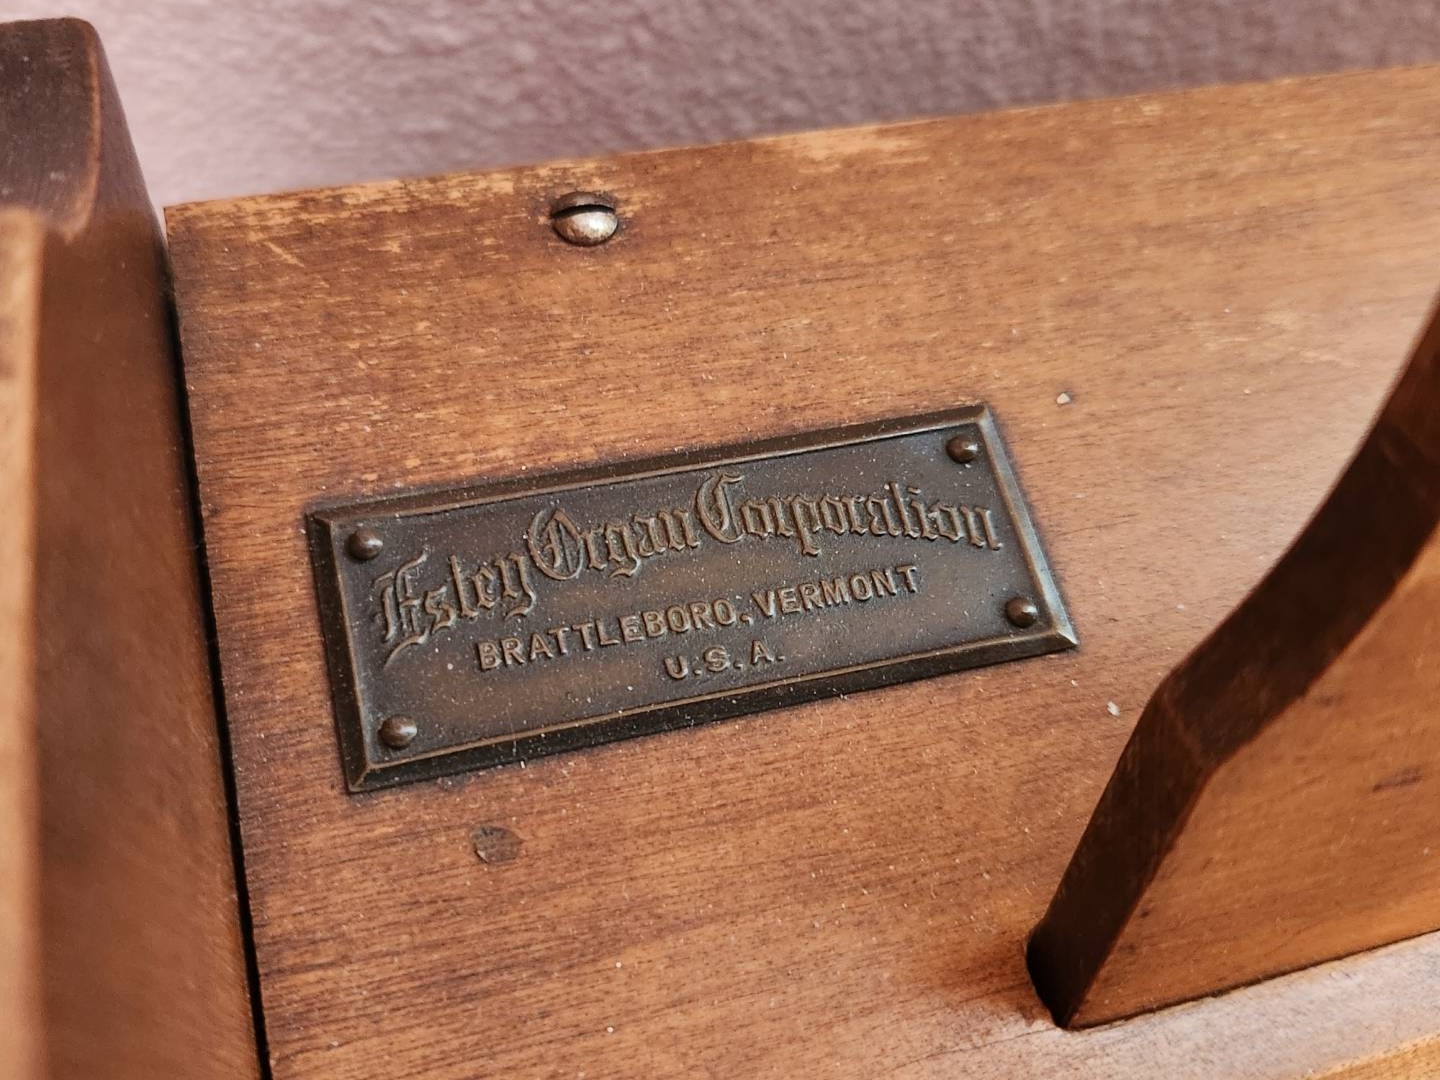 Estey Organ Corporation
BRATTLEBORO, VERMONT
U.S.A.